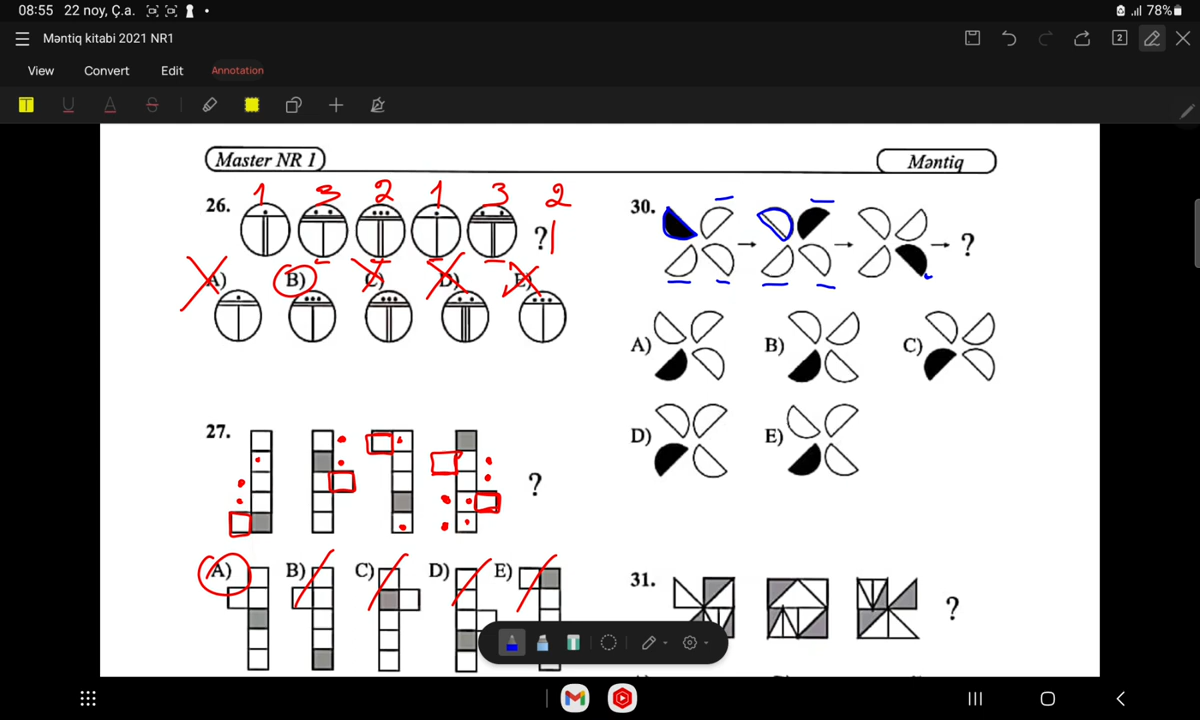 08:55 22 noy, Ç.a. 78%
Məntiq kitabi 2021 NR1
2
View Convert Edit Annotation
T U A S
Master NR 1
Məntiq
1 3 2 1 3 2
26.
?
A) B) C) D) E)
27.
?
A) B) C) D) E)
30.
?
A) B) C)
D) E)
31.
?